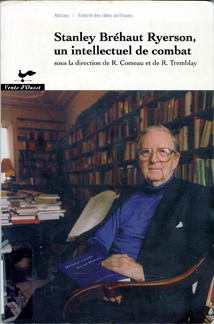 Asticou | histoire des idées politiques
Stanley Bréhaut Ryerson,
un intellectuel de combat
sous la direction de R. Comeau et de R. Tremblay
Vents d'Ouest